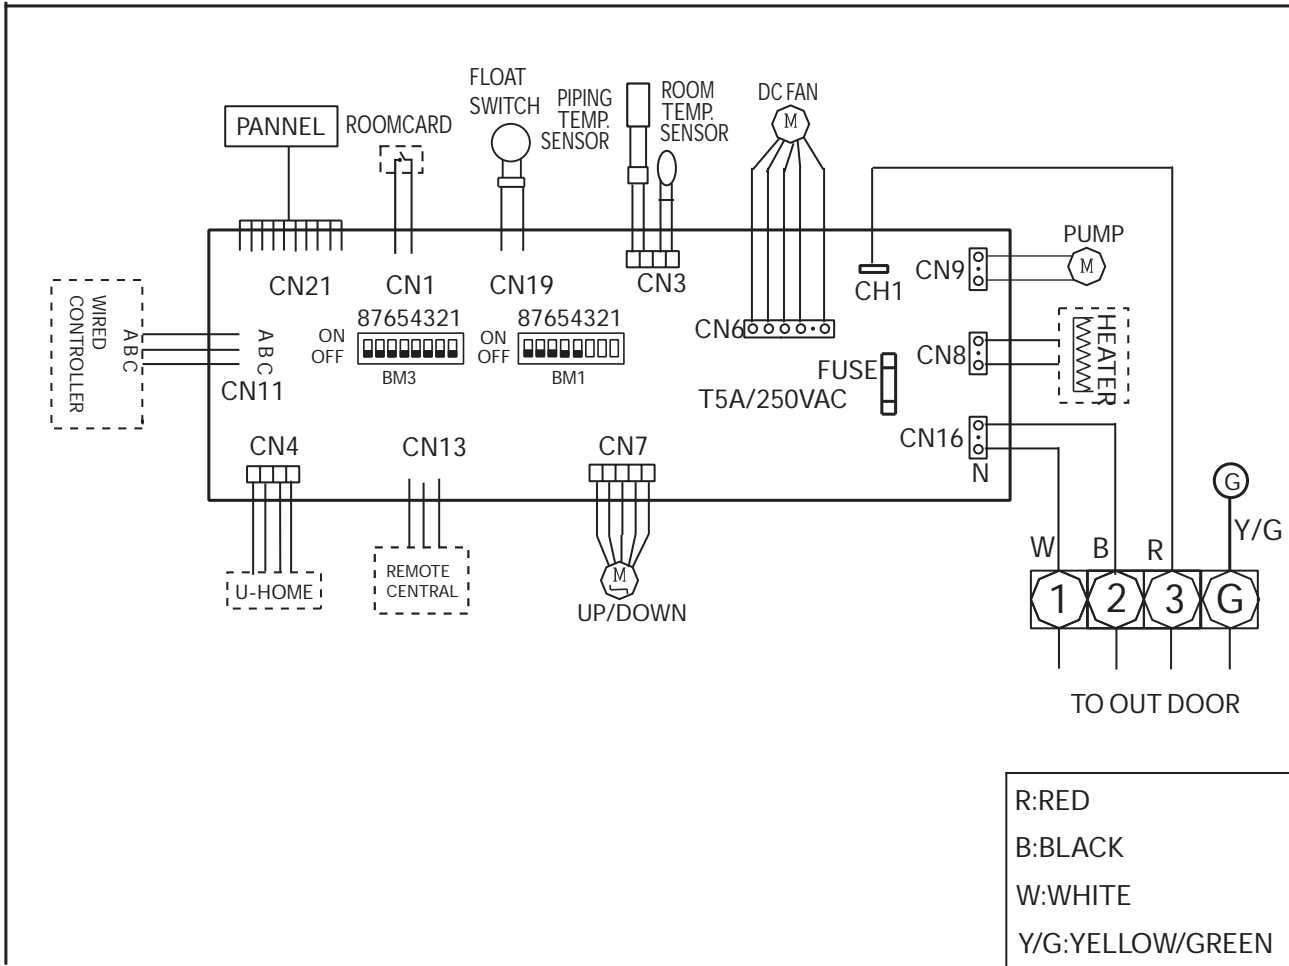 FLOAT
SWITCH
PIPING
TEMP.
SENSOR
ROOM
TEMP.
SENSOR
DC FAN
M
PANNEL
ROOMCARD
PUMP
M
CN21
CN1
CN19
CN3
CH1
CN9
WIRED
CONTROLLER
A B C
A B C
CN11
ON
OFF
87654321
BM3
ON
OFF
87654321
BM1
CN6
FUSE
T5A/250VAC
CN8
HEATER
CN16
N
CN4
CN13
CN7
G
Y/G
U-HOME
REMOTE
CENTRAL
M
UP/DOWN
W
B
R
1
2
3
G
TO OUT DOOR
R:RED
B:BLACK
W:WHITE
Y/G:YELLOW/GREEN